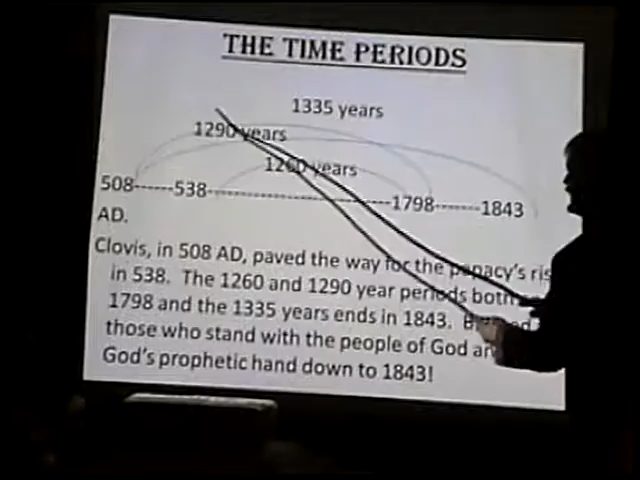 THE TIME PERIODS
1335 years
1290 years
1260 years
508------538-----------------------------1798-------1843
AD.
Clovis, in 508 AD, paved the way for the papacy's
in 538. The 1260 and 1290 year periods both
1798 and the 1335 years ends in 1843.
those who stand with the people of God
God's prophetic hand down to 1843!